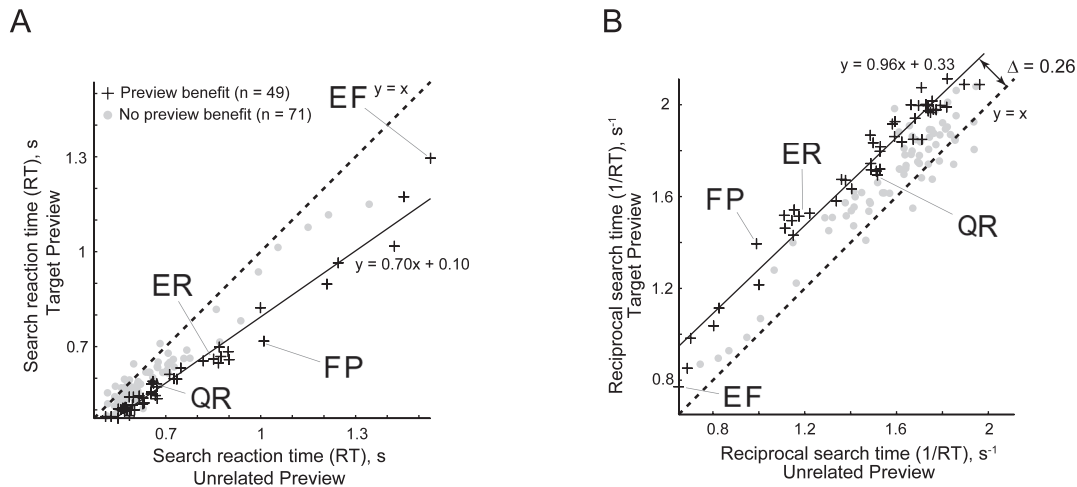 A
Search reaction time (RT), s
Target Preview
Preview benefit (n = 49)
No preview benefit (n = 71)
EF
y = x
1.3
1
0.7
ER
QR
FP
y = 0.70x + 0.10
0.7
1
1.3
Search reaction time (RT), s
Unrelated Preview
B
Reciprocal search time (1/RT), s⁻¹
Target Preview
y = 0.96x + 0.33
Δ = 0.26
y = x
2
1.6
1.2
0.8
ER
FP
QR
EF
0.8
1.2
1.6
2
Reciprocal search time (1/RT), s⁻¹
Unrelated Preview